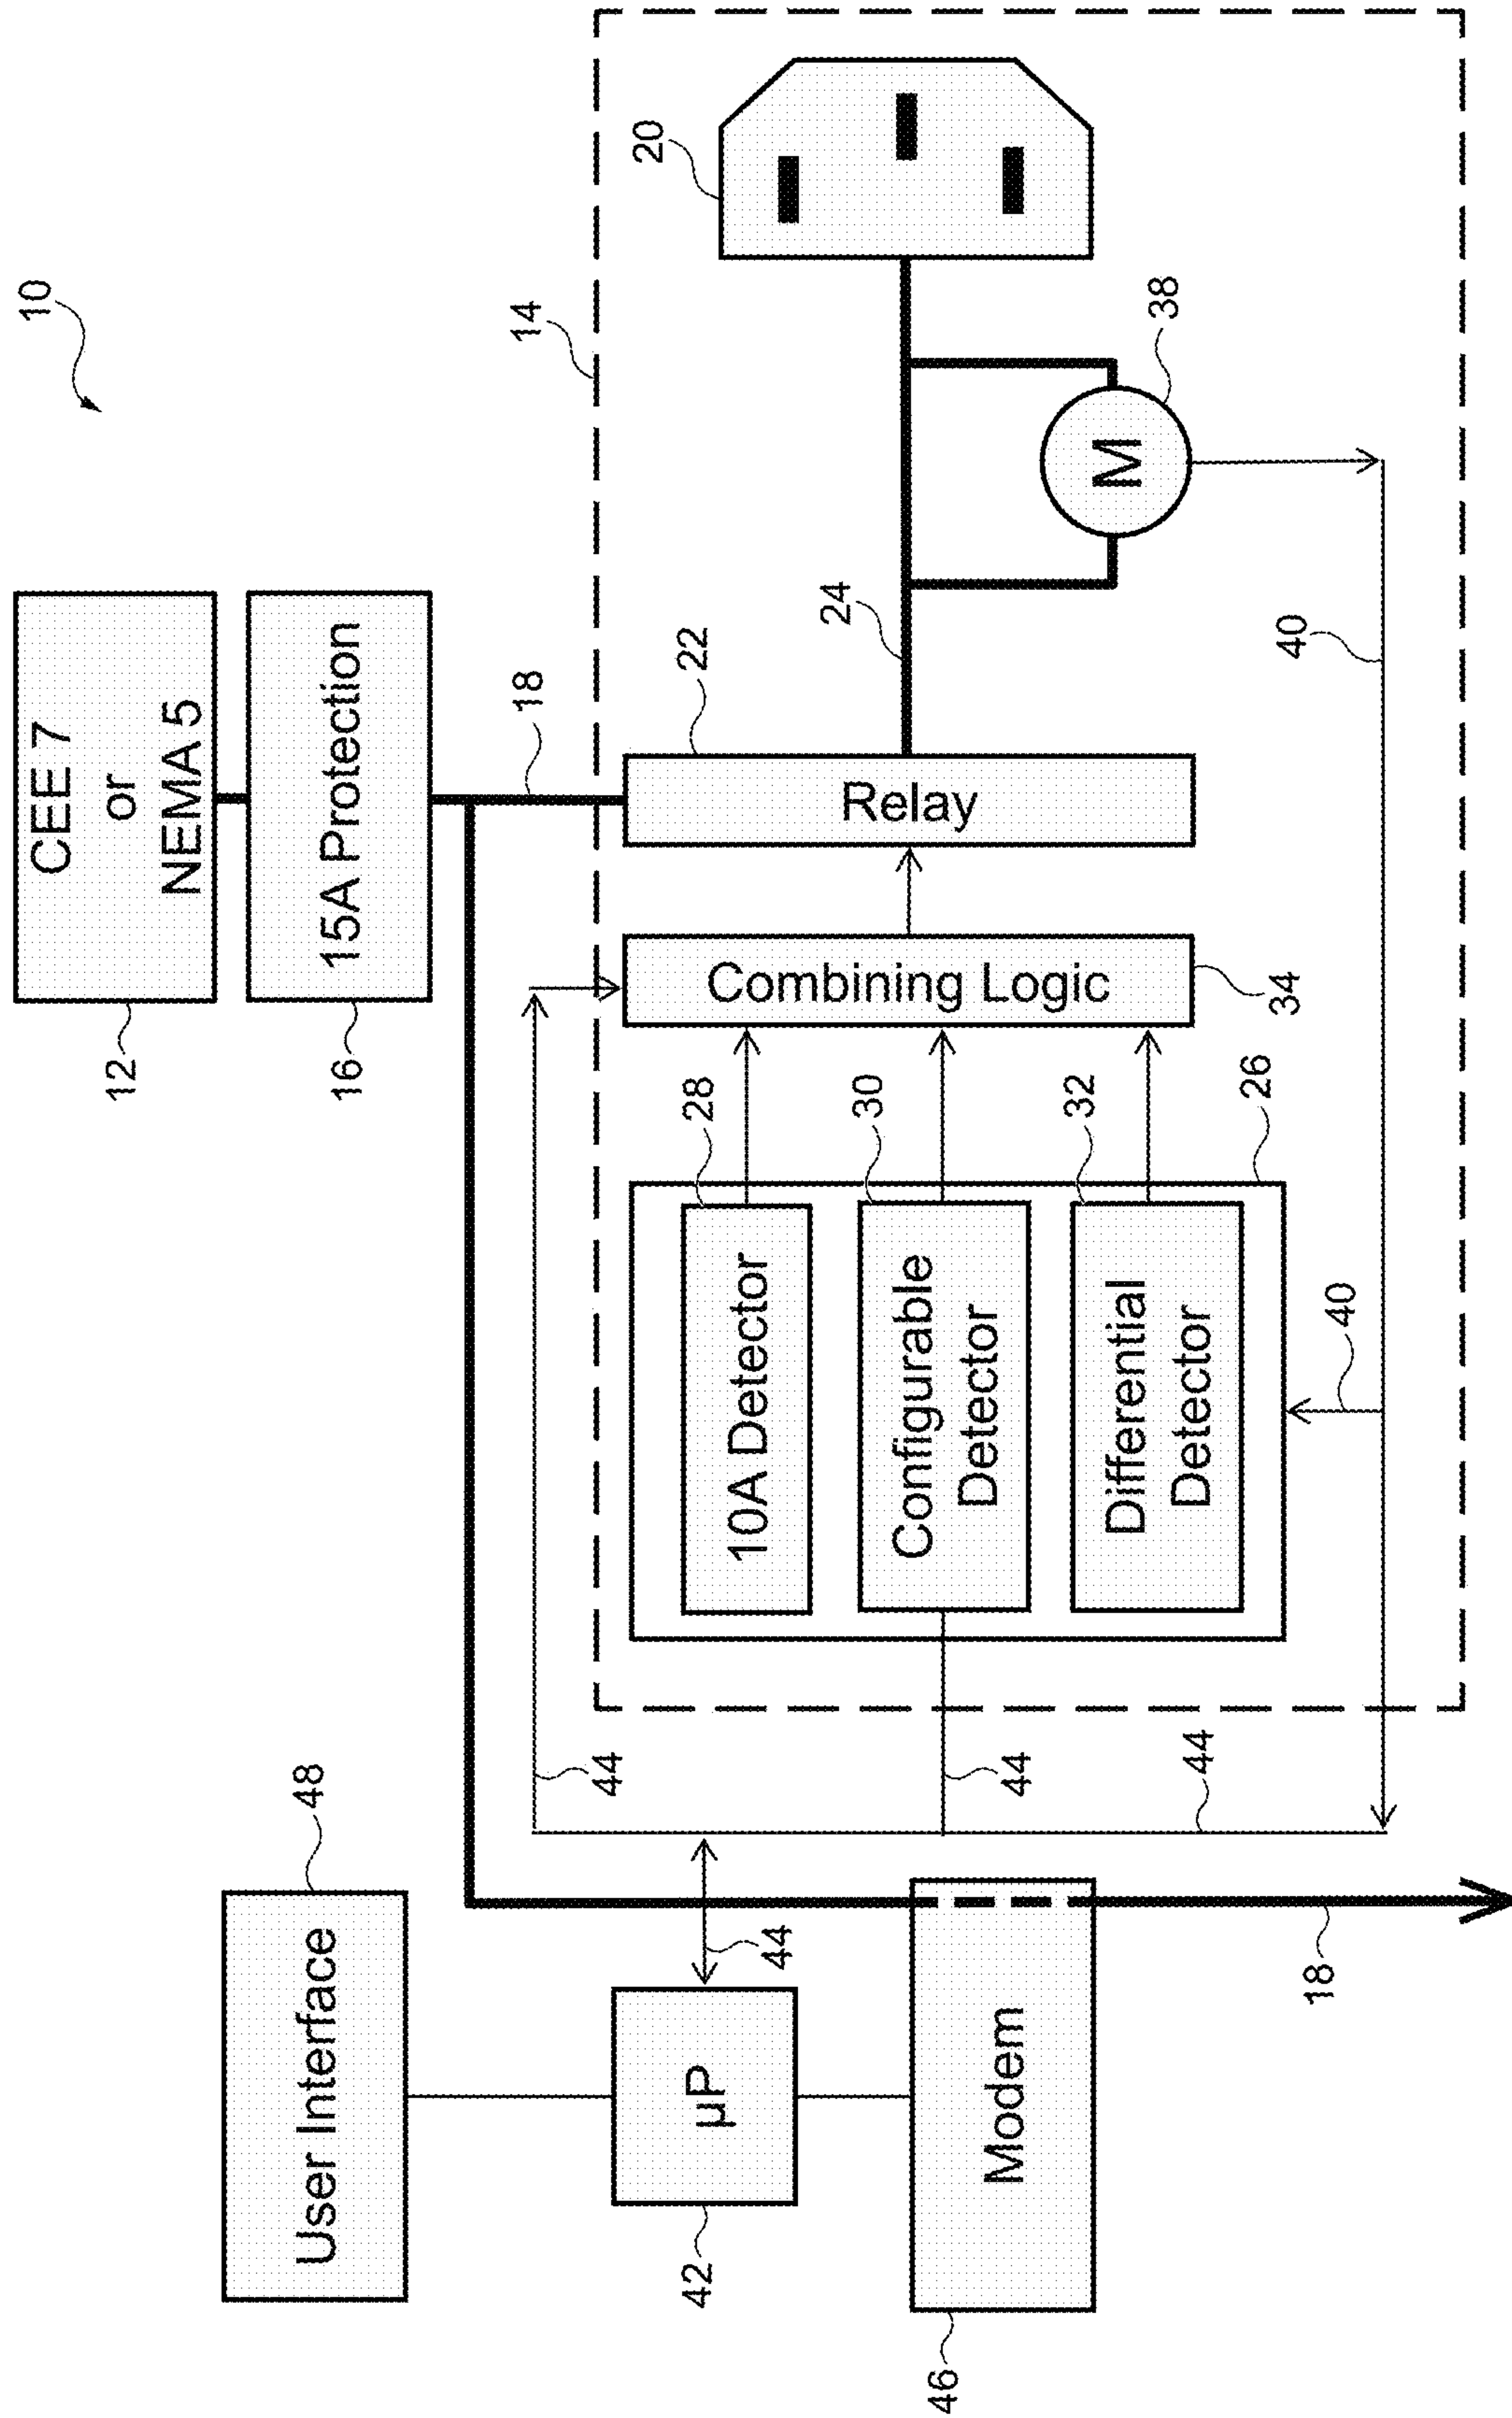 10
CEE 7
or
NEMA 5
12
15A Protection
16
18
14
20
22
Relay
24
M
38
40
Combining Logic
34
28
10A Detector
30
Configurable
Detector
32
Differential
Detector
26
40
44
44
44
44
48
User Interface
µP
42
Modem
46
18